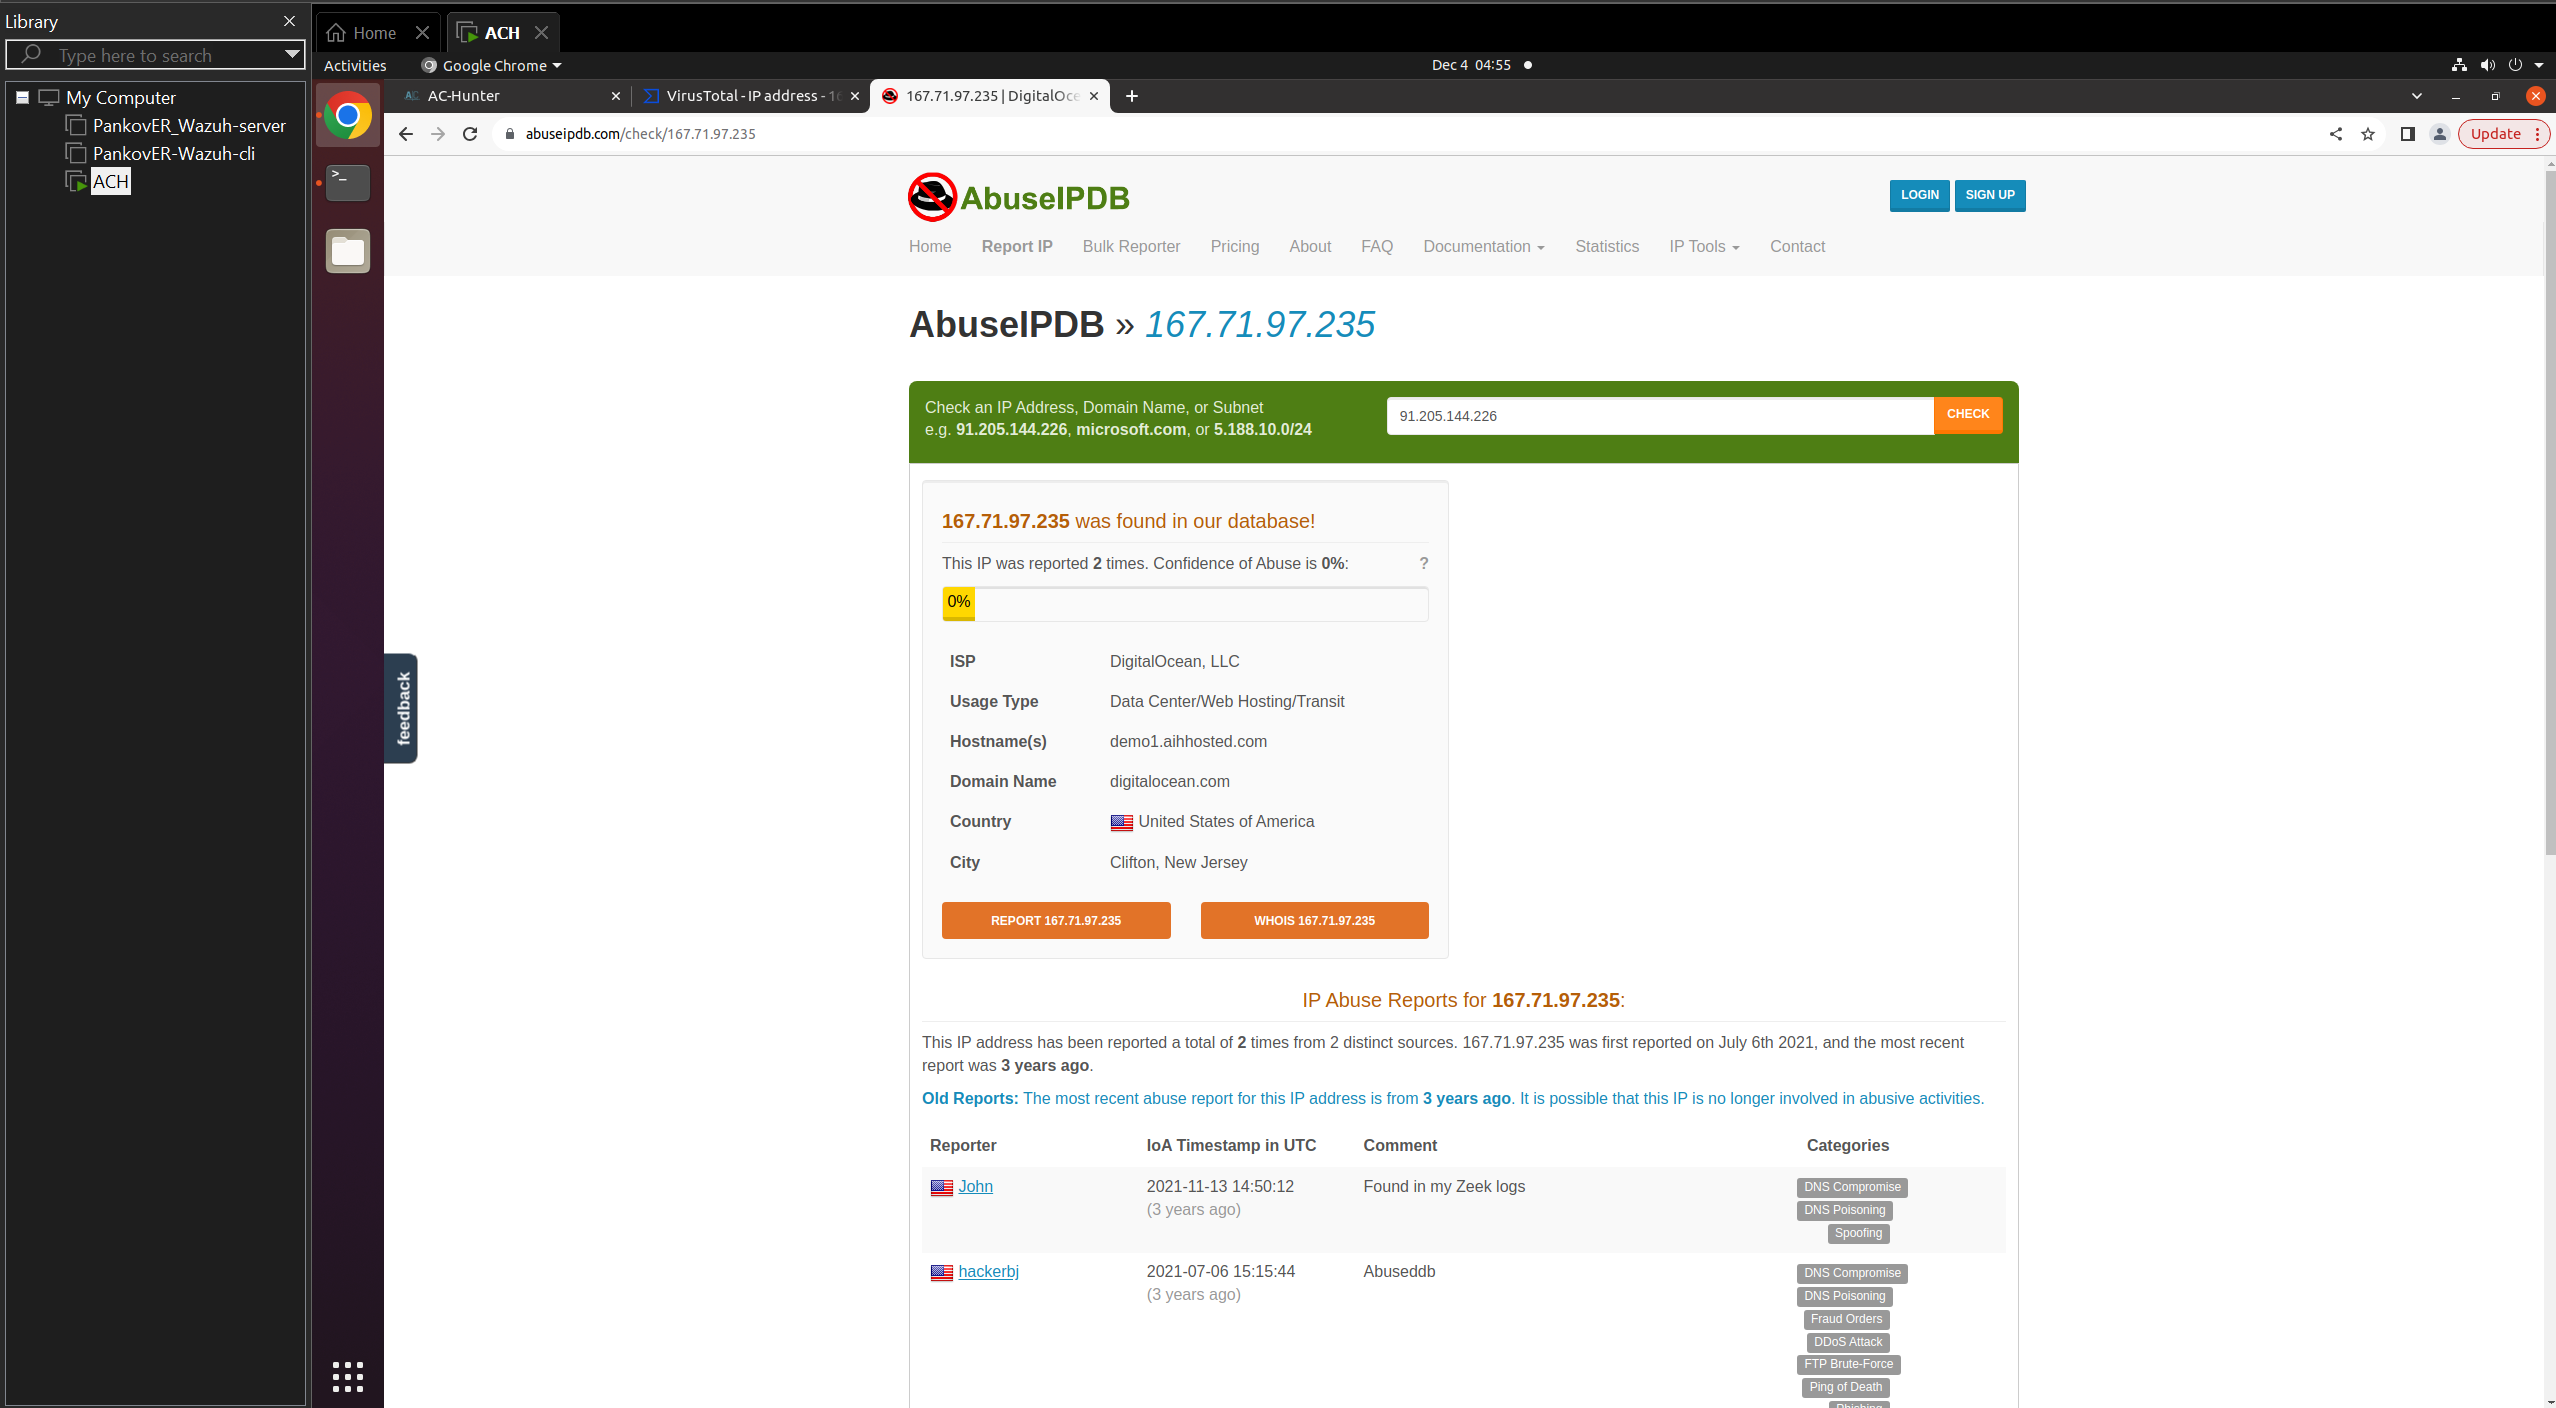 Library
Type here to search
My Computer
PankovER_Wazuh-server
PankovER-Wazuh-cli
ACH
Home
ACH
Activities
Google Chrome
Dec 4 04:55
AC-Hunter
VirusTotal - IP address - 16
167.71.97.235 | DigitalOce
abuseipdb.com/check/167.71.97.235
Update
AbuseIPDB
LOGIN
SIGN UP
Home Report IP Bulk Reporter Pricing About FAQ Documentation Statistics IP Tools Contact
AbuseIPDB » 167.71.97.235
Check an IP Address, Domain Name, or Subnet
e.g. 91.205.144.226, microsoft.com, or 5.188.10.0/24
91.205.144.226
CHECK
167.71.97.235 was found in our database!
This IP was reported 2 times. Confidence of Abuse is 0%: ?
0%
ISP DigitalOcean, LLC
Usage Type Data Center/Web Hosting/Transit
Hostname(s) demo1.aihhosted.com
Domain Name digitalocean.com
Country United States of America
City Clifton, New Jersey
REPORT 167.71.97.235
WHOIS 167.71.97.235
feedback
IP Abuse Reports for 167.71.97.235:
This IP address has been reported a total of 2 times from 2 distinct sources. 167.71.97.235 was first reported on July 6th 2021, and the most recent
report was 3 years ago.
Old Reports: The most recent abuse report for this IP address is from 3 years ago. It is possible that this IP is no longer involved in abusive activities.
Reporter IoA Timestamp in UTC Comment Categories
John 2021-11-13 14:50:12 Found in my Zeek logs DNS Compromise
(3 years ago) DNS Poisoning
Spoofing
hackerbj 2021-07-06 15:15:44 Abuseddb DNS Compromise
(3 years ago) DNS Poisoning
Fraud Orders
DDoS Attack
FTP Brute-Force
Ping of Death
Phishing